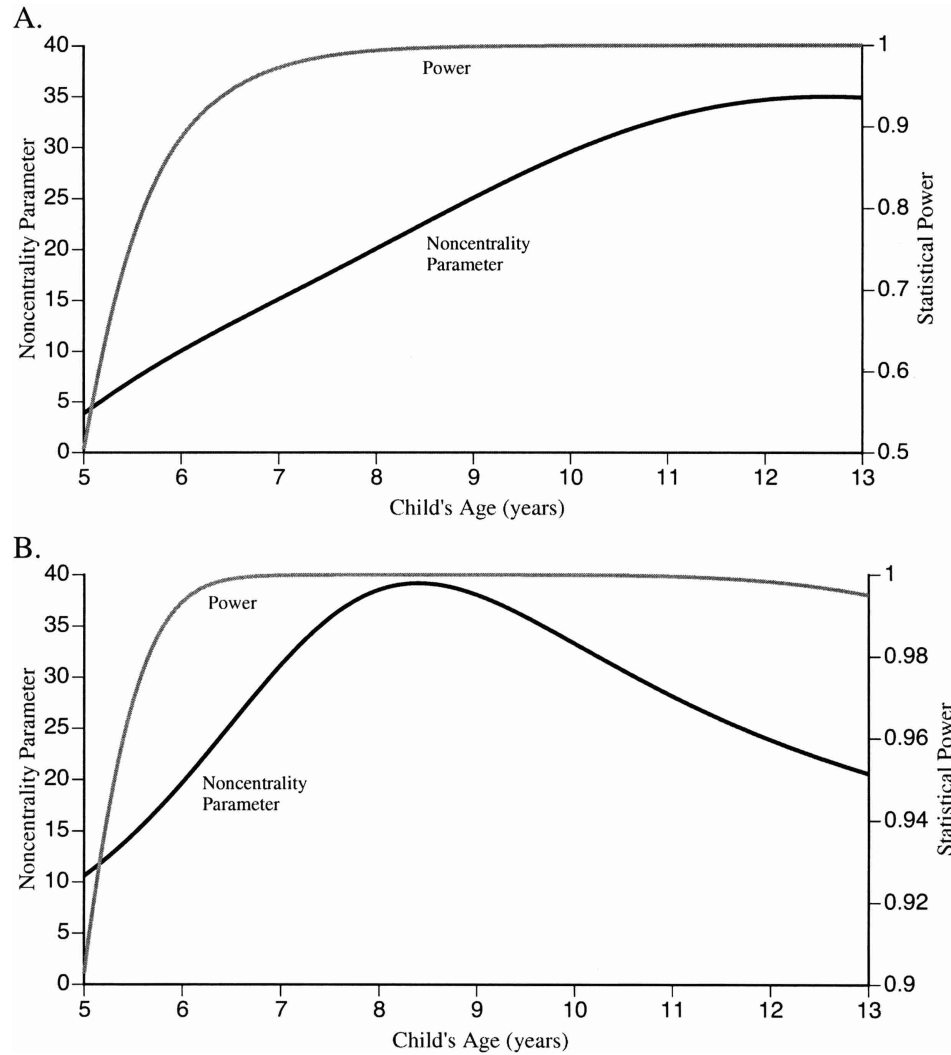 A.
40
35
30
25
20
15
10
5
0
Noncentrality Parameter
Power
Noncentrality
Parameter
1
0.9
0.8
0.7
0.6
0.5
Statistical Power
5 6 7 8 9 10 11 12 13
Child's Age (years)
B.
40
35
30
25
20
15
10
5
0
Noncentrality Parameter
Power
Noncentrality
Parameter
1
0.98
0.96
0.94
0.92
0.9
Statistical Power
5 6 7 8 9 10 11 12 13
Child's Age (years)